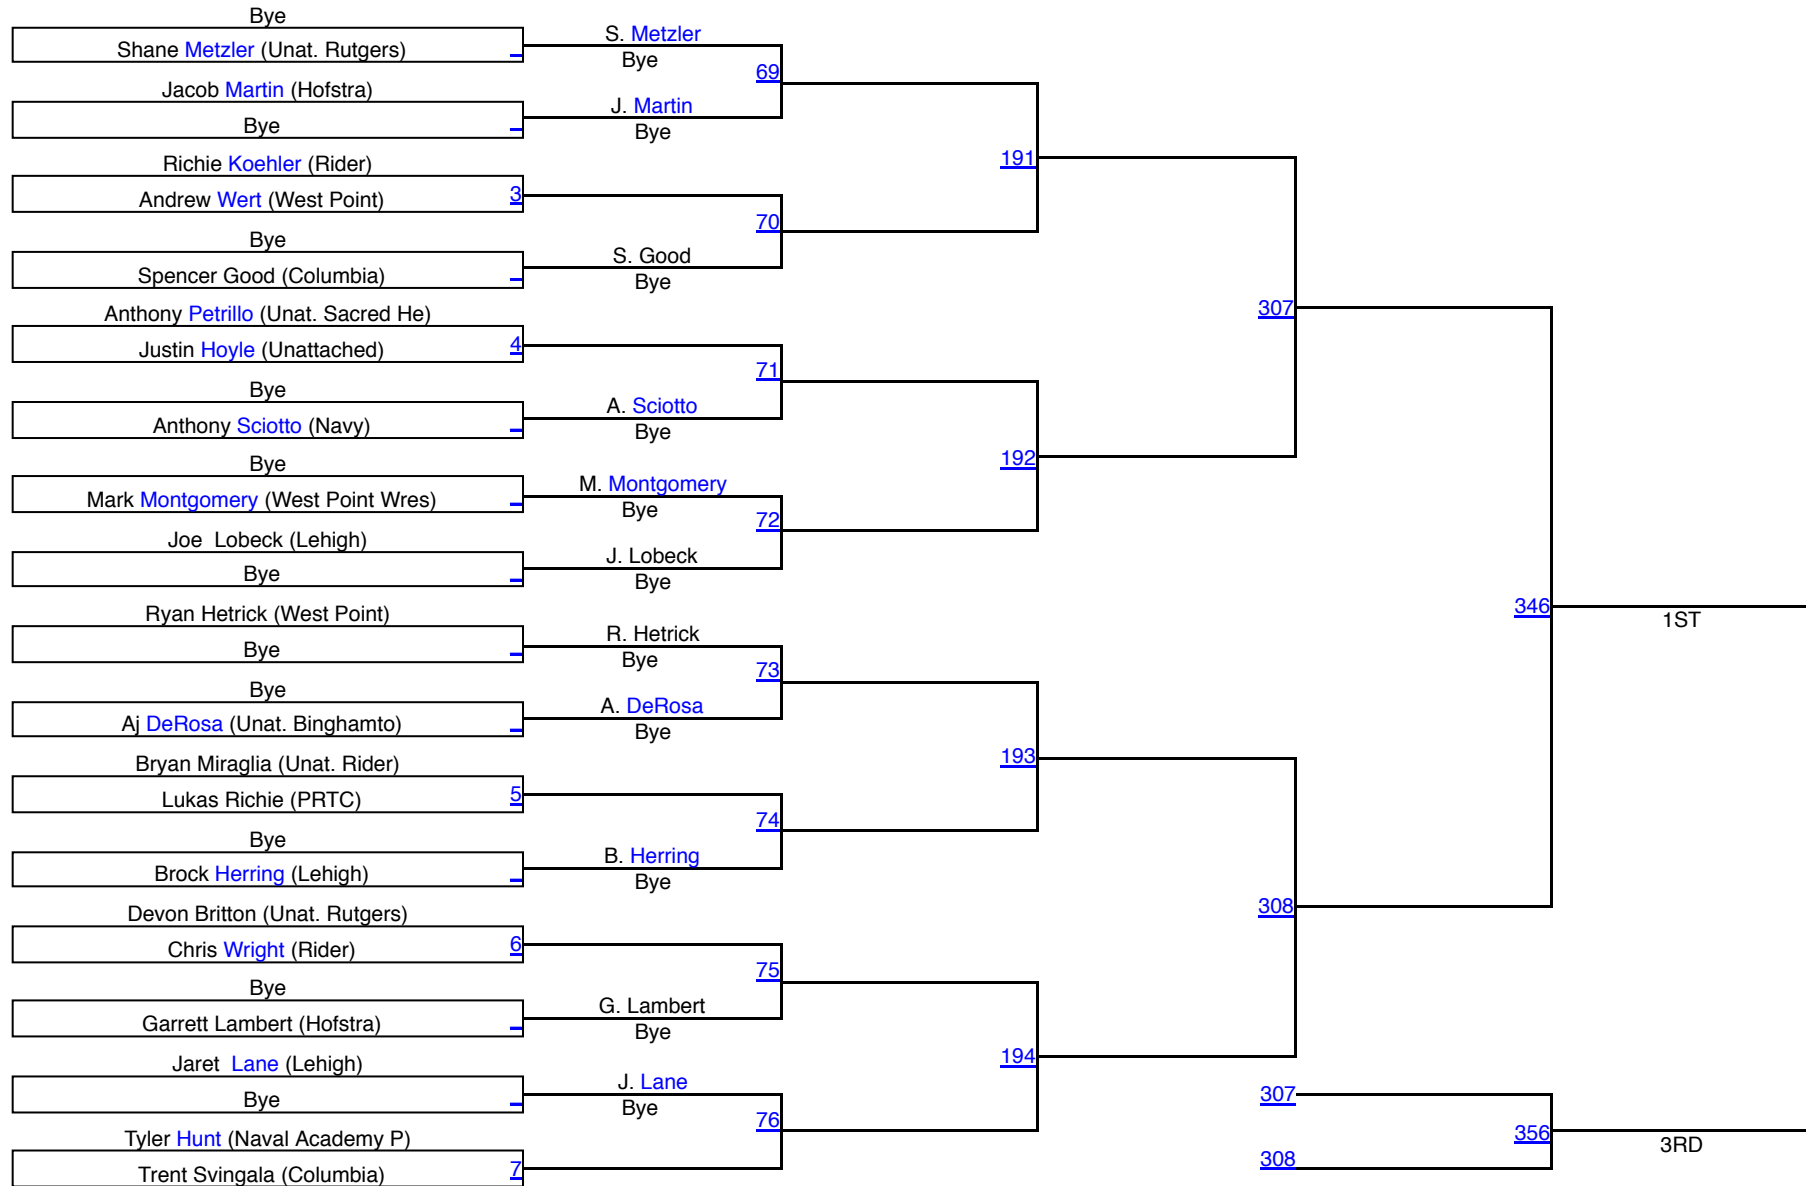 Bye
Shane Metzler (Unat. Rutgers)
S. Metzler
Bye
69
Jacob Martin (Hofstra)
Bye
J. Martin
Bye
191
Richie Koehler (Rider)
Andrew Wert (West Point)
3
70
Bye
Spencer Good (Columbia)
S. Good
Bye
307
Anthony Petrillo (Unat. Sacred He)
Justin Hoyle (Unattached)
4
71
Bye
Anthony Sciotto (Navy)
A. Sciotto
Bye
192
Bye
Mark Montgomery (West Point Wres)
M. Montgomery
Bye
72
Joe Lobeck (Lehigh)
Bye
J. Lobeck
Bye
346
1ST
Ryan Hetrick (West Point)
Bye
R. Hetrick
Bye
73
Bye
Aj DeRosa (Unat. Binghamto)
A. DeRosa
Bye
193
Bryan Miraglia (Unat. Rider)
Lukas Richie (PRTC)
5
74
Bye
Brock Herring (Lehigh)
B. Herring
Bye
308
Devon Britton (Unat. Rutgers)
Chris Wright (Rider)
6
75
Bye
Garrett Lambert (Hofstra)
G. Lambert
Bye
194
Jaret Lane (Lehigh)
Bye
J. Lane
Bye
76
307
356
3RD
308
Tyler Hunt (Naval Academy P)
Trent Svingala (Columbia)
7